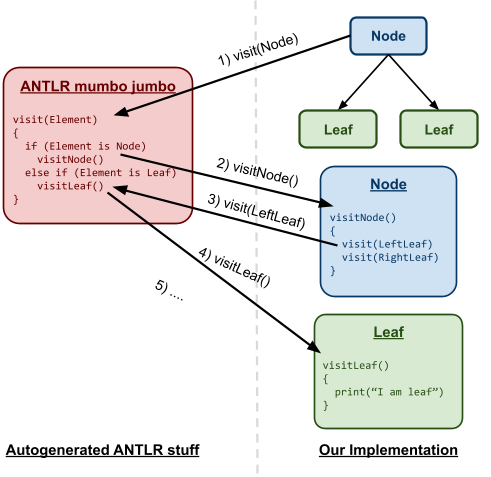 Node
1) visit(Node)
Leaf
Leaf
ANTLR mumbo jumbo
visit(Element)
{
if (Element is Node)
visitNode()
else if (Element is Leaf)
visitLeaf()
}
2) visitNode()
3) visit(LeftLeaf)
Node
visitNode()
{
visit(LeftLeaf)
visit(RightLeaf)
}
4) visitLeaf()
5) ....
Leaf
visitLeaf()
{
print(“I am leaf”)
}
Autogenerated ANTLR stuff
Our Implementation